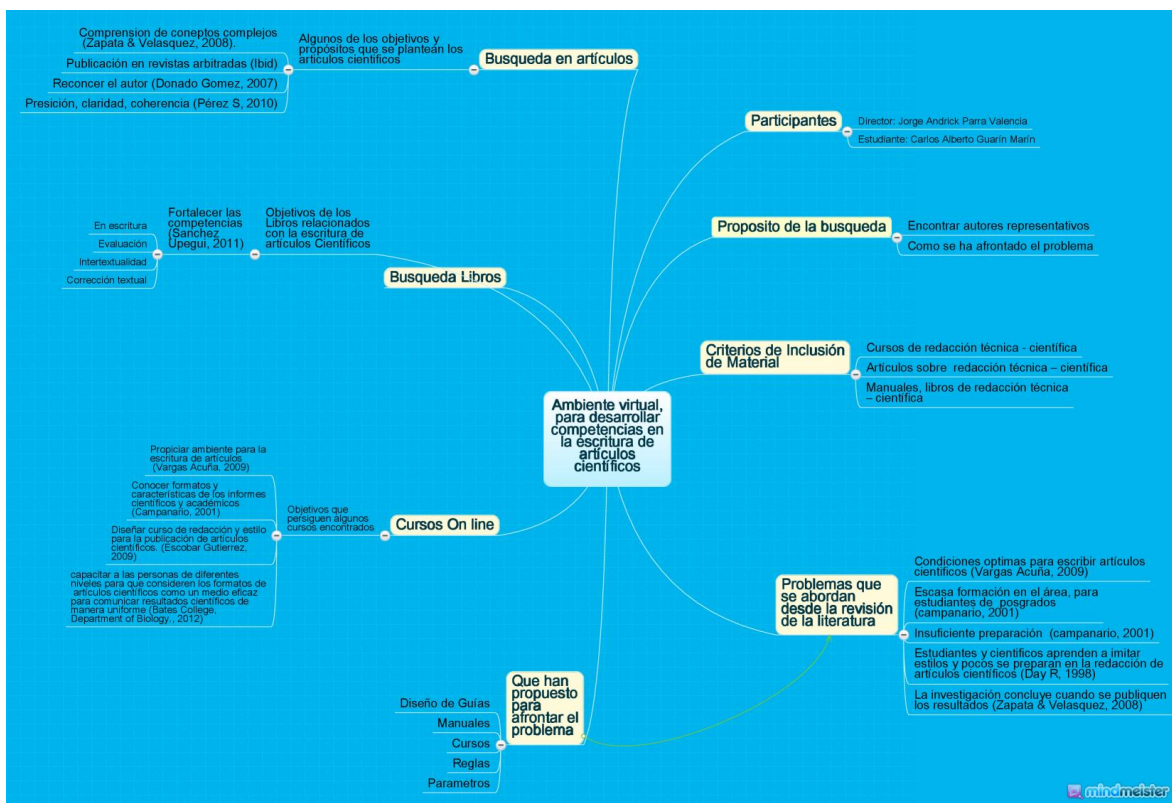 Ambiente virtual,
para desarrollar
competencias en
la escritura de
artículos
científicos
Busqueda en artículos
Algunos de los objetivos y
propósitos que se plantean los
artículos científicos
Comprension de coneptos complejos
(Zapata & Velasquez, 2008).
Publicación en revistas arbitradas (Ibid)
Reconcer el autor (Donado Gomez, 2007)
Presición, claridad, coherencia (Pérez S, 2010)
Participantes
Director: Jorge Andrick Parra Valencia
Estudiante: Carlos Alberto Guarín Marín
Proposito de la busqueda
Encontrar autores representativos
Como se ha afrontado el problema
Busqueda Libros
Objetivos de los
Libros relacionados
con la escritura de
artículos Científicos
Fortalecer las
competencias
(Sanchez
Upegui, 2011)
En escritura
Evaluación
Intertextualidad
Corrección textual
Criterios de Inclusión
de Material
Cursos de redacción técnica - científica
Artículos sobre redacción técnica – científica
Manuales, libros de redacción técnica
– científica
Cursos On line
Objetivos que
persiguen algunos
cursos encontrados
Propiciar ambiente para la
escritura de artículos
(Vargas Acuña. 2009)
Conocer formatos y
características de los informes
científicos y académicos
(Campanario, 2001)
Diseñar curso de redacción y estilo
para la publicación de artículos
científicos. (Escobar Gutierrez,
2009)
capacitar a las personas de diferentes
niveles para que consideren los formatos de
artículos científicos como un medio eficaz
para comunicar resultados científicos de
manera uniforme (Bates College,
Department of Biology., 2012)
Problemas que
se abordan
desde la revisión
de la literatura
Condiciones optimas para escribir artículos
científicos (Vargas Acuña, 2009)
Escasa formación en el área, para
estudiantes de posgrados
(campanario, 2001)
Insuficiente preparación (campanario, 2001)
Estudiantes y científicos aprenden a imitar
estilos y pocos se preparan en la redacción de
artículos científicos (Day R, 1998)
La investigación concluye cuando se publiquen
los resultados (Zapata & Velasquez, 2008)
Que han
propuesto
para
afrontar el
problema
Diseño de Guías
Manuales
Cursos
Reglas
Parametros
mindmeister